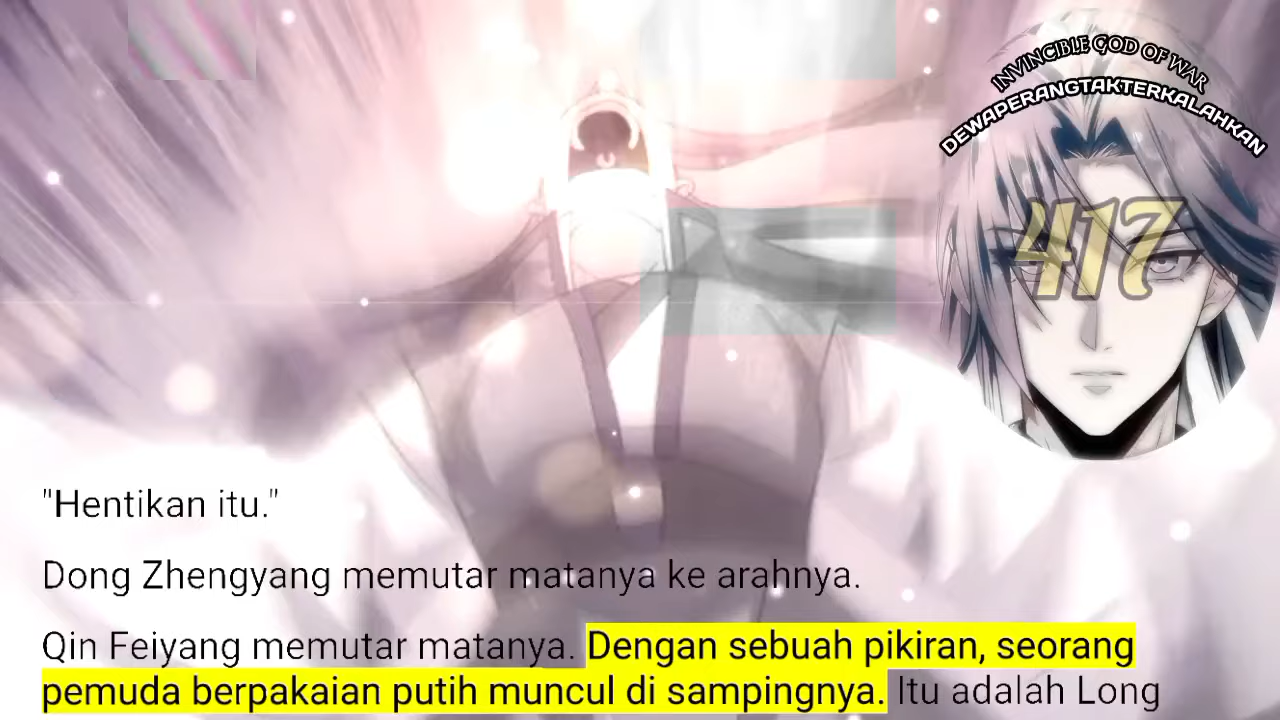 INVINCIBLE GOD OF WAR
DEWAPERANGTAKTERKALAHKAN
417
"Hentikan itu."
Dong Zhengyang memutar matanya ke arahnya.
Qin Feiyang memutar matanya. Dengan sebuah pikiran, seorang
pemuda berpakaian putih muncul di sampingnya. Itu adalah Long